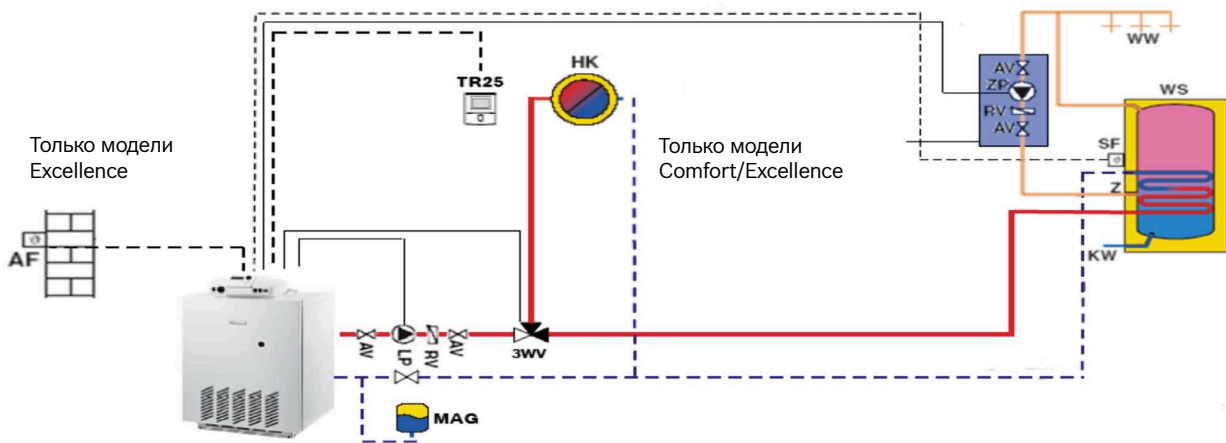 HK
WW
AV
ZP
RV
AV
TR25
WS
Только модели
Excellence
Только модели
Comfort/Excellence
SF
Z
AF
KW
AV
LP
RV
AV
3WV
MAG